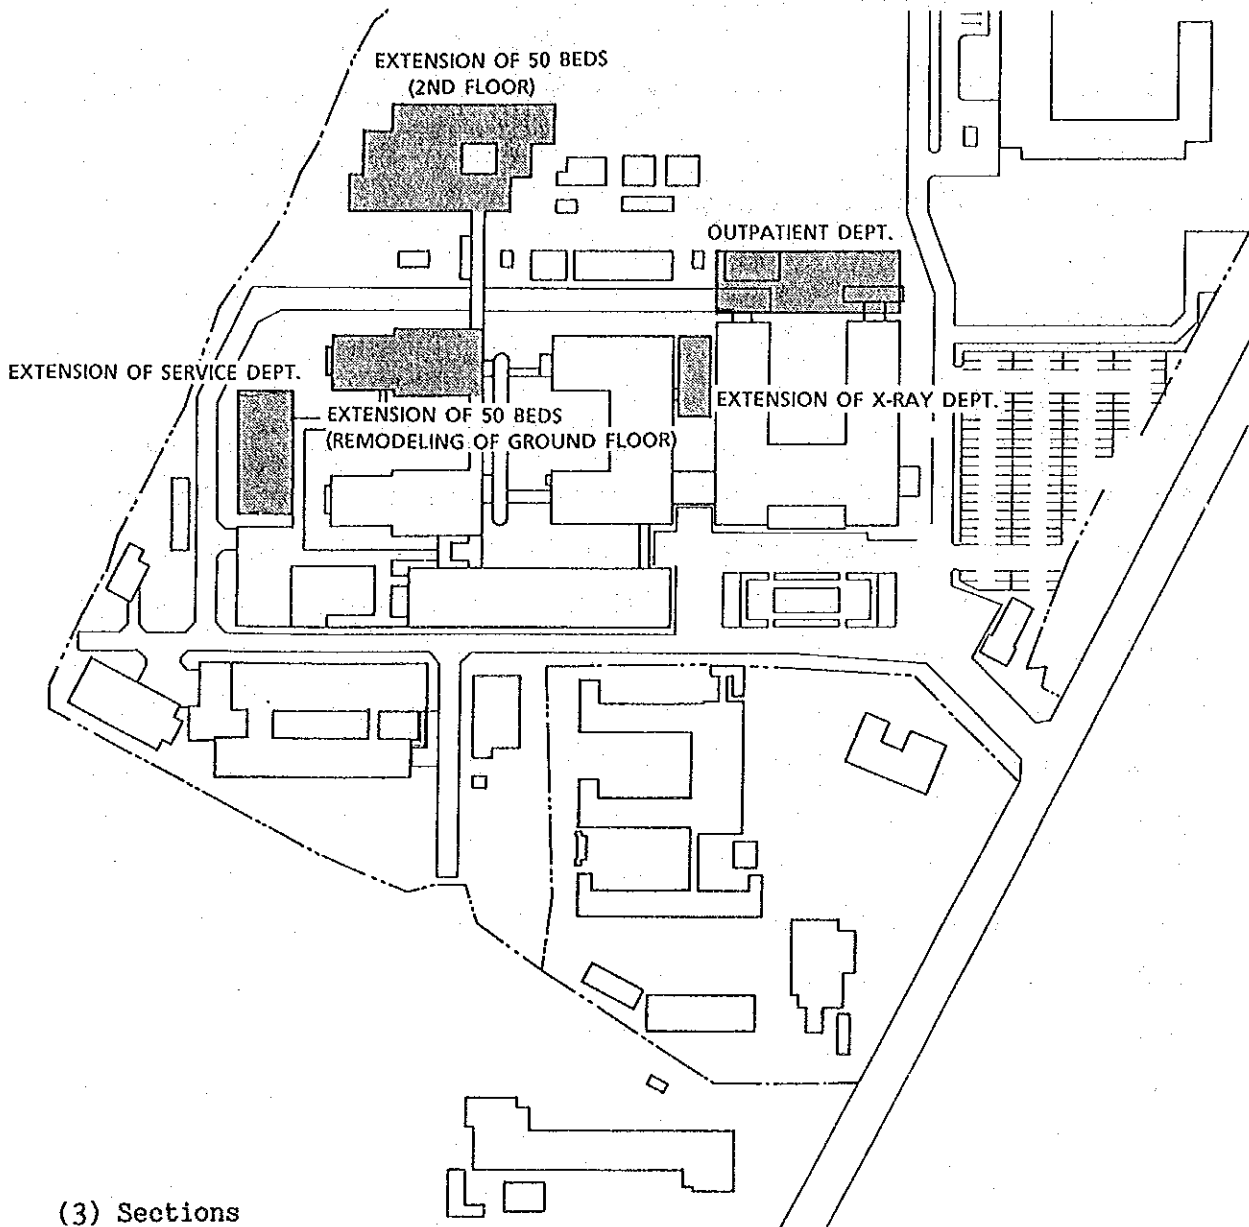 EXTENSION OF 50 BEDS
(2ND FLOOR)
OUTPATIENT DEPT.
EXTENSION OF SERVICE DEPT.
EXTENSION OF 50 BEDS
(REMODELING OF GROUND FLOOR)
EXTENSION OF X-RAY DEPT.
(3) Sections